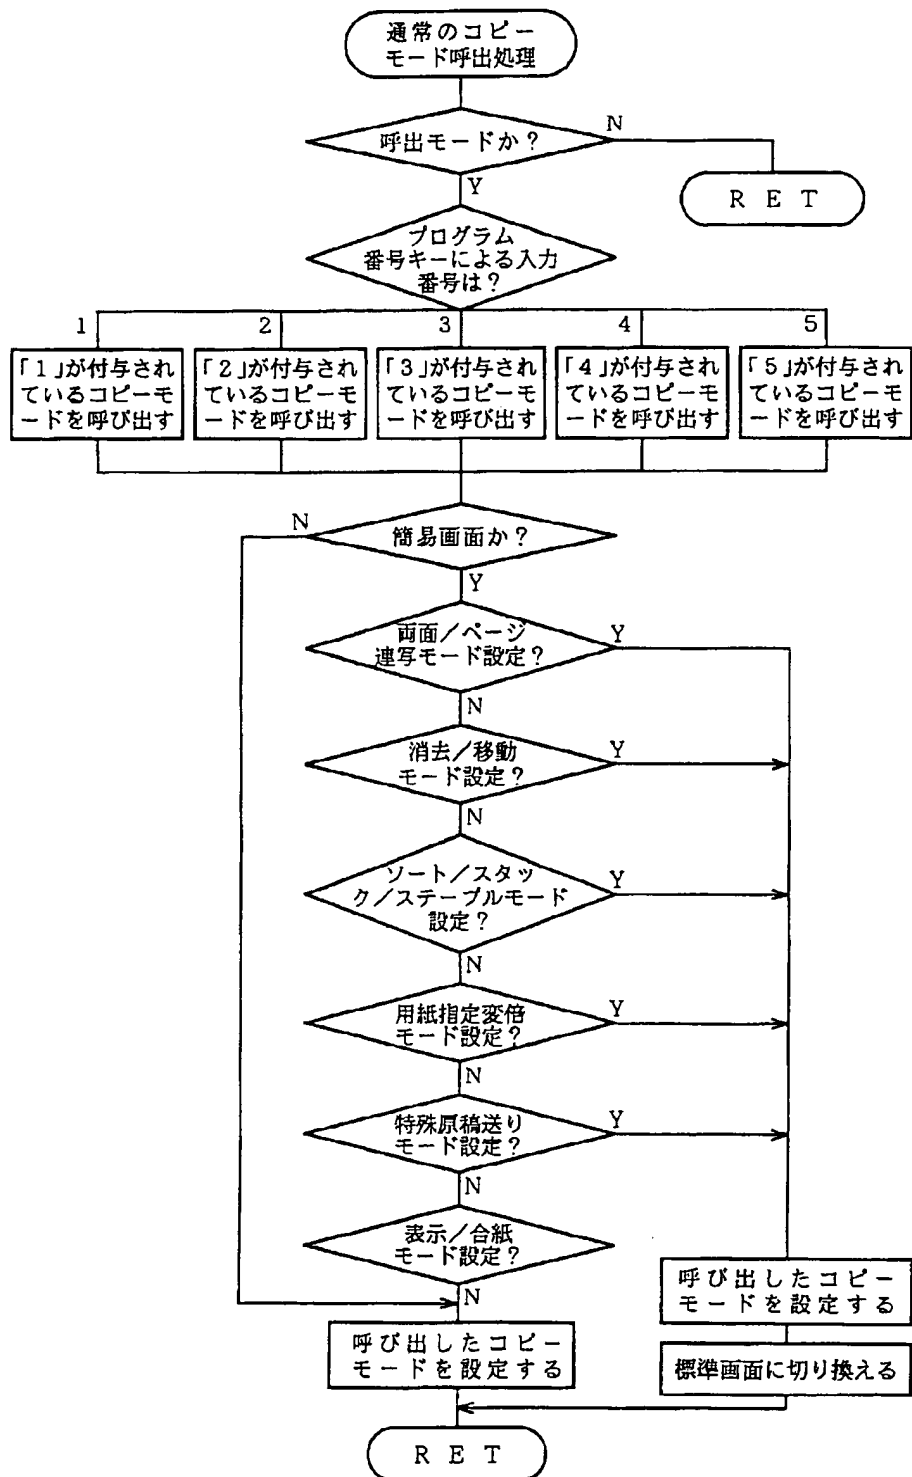 通常のコピー
モード呼出処理
呼出モードか？
N
R E T
Y
プログラム
番号キーによる入力
番号は？
1
2
3
4
5
「1」が付与され
ているコピーモ
ードを呼び出す
「2」が付与され
ているコピーモ
ードを呼び出す
「3」が付与され
ているコピーモ
ードを呼び出す
「4」が付与され
ているコピーモ
ードを呼び出す
「5」が付与され
ているコピーモ
ードを呼び出す
N
簡易画面か？
Y
両面／ページ
連写モード設定？
Y
N
消去／移動
モード設定？
Y
N
ソート／スタッ
ク／ステープルモード
設定？
Y
N
用紙指定変倍
モード設定？
Y
N
特殊原稿送り
モード設定？
Y
N
表示／合紙
モード設定？
N
呼び出したコピー
モードを設定する
呼び出したコピー
モードを設定する
標準画面に切り換える
R E T